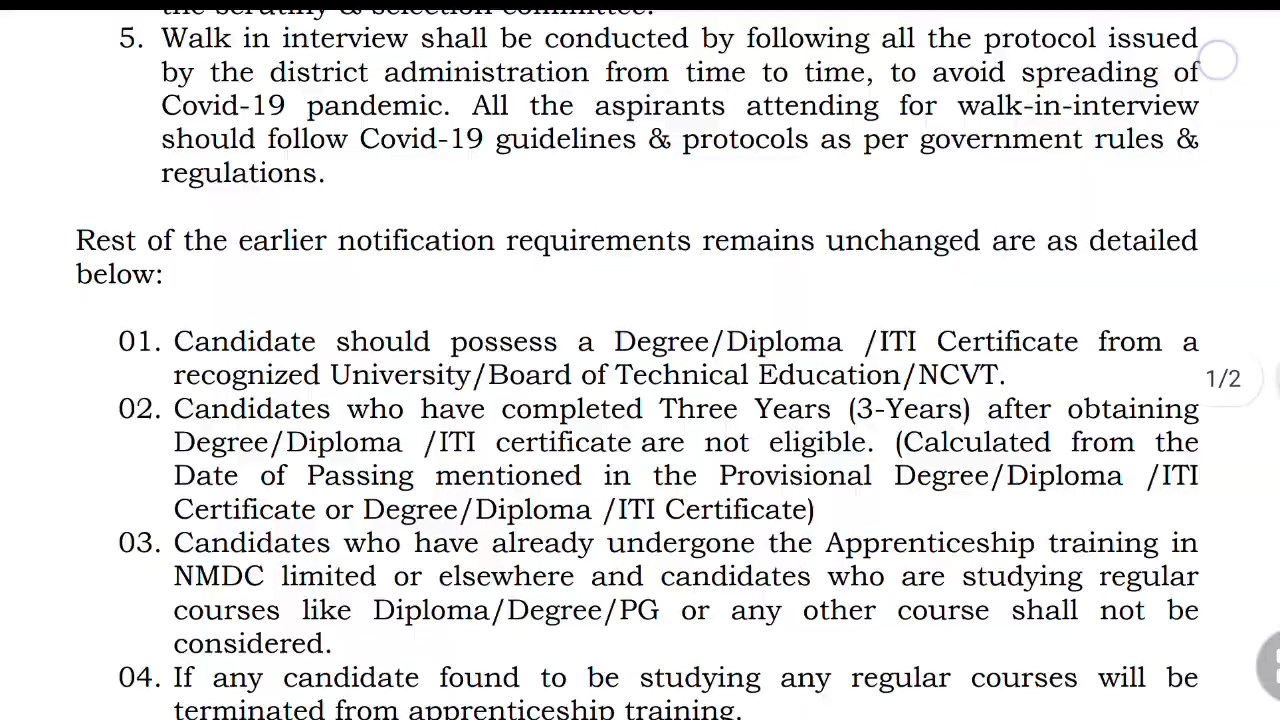 the scrutiny & selection committee.
5. Walk in interview shall be conducted by following all the protocol issued
by the district administration from time to time, to avoid spreading of
Covid-19 pandemic. All the aspirants attending for walk-in-interview
should follow Covid-19 guidelines & protocols as per government rules &
regulations.
Rest of the earlier notification requirements remains unchanged are as detailed
below:
01. Candidate should possess a Degree/Diploma /ITI Certificate from a
recognized University/Board of Technical Education/NCVT.
1/2
02. Candidates who have completed Three Years (3-Years) after obtaining
Degree/Diploma /ITI certificate are not eligible. (Calculated from the
Date of Passing mentioned in the Provisional Degree/Diploma /ITI
Certificate or Degree/Diploma /ITI Certificate)
03. Candidates who have already undergone the Apprenticeship training in
NMDC limited or elsewhere and candidates who are studying regular
courses like Diploma/Degree/PG or any other course shall not be
considered.
04. If any candidate found to be studying any regular courses will be
terminated from apprenticeship training.